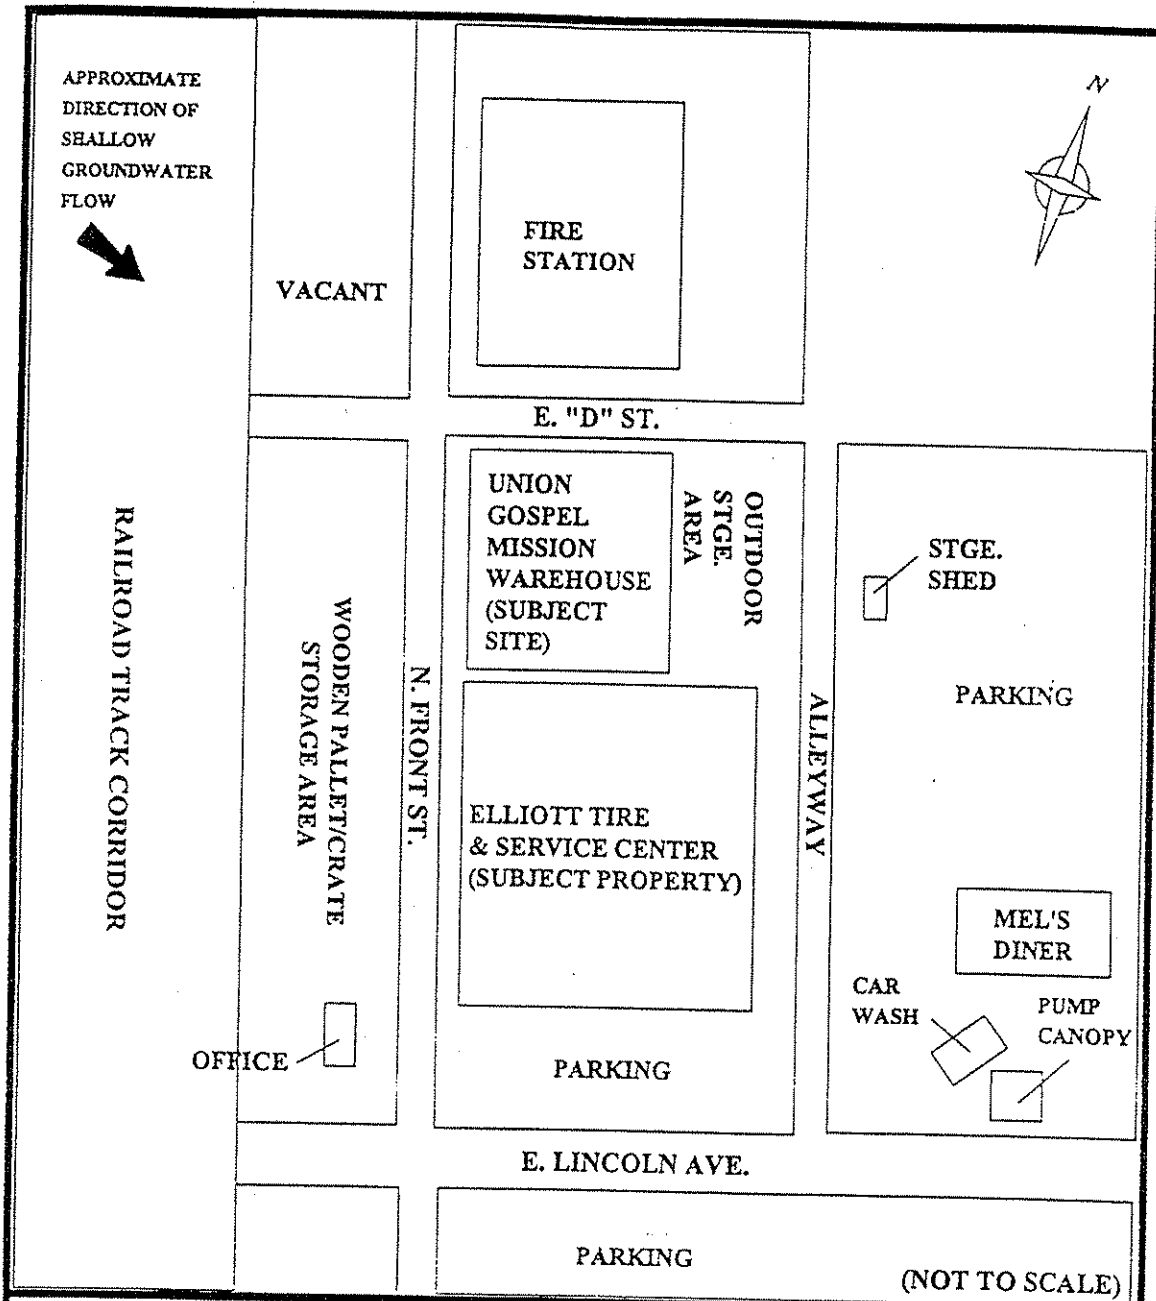 APPROXIMATE
DIRECTION OF
SHALLOW
GROUNDWATER
FLOW
N
FIRE
STATION
VACANT
E. "D" ST.
UNION
GOSPEL
MISSION
WAREHOUSE
(SUBJECT
SITE)
OUTDOOR
STGE.
AREA
STGE.
SHED
RAILROAD TRACK CORRIDOR
WOODEN PALLET/CRATE
STORAGE AREA
N. FRONT ST.
ALLEYWAY
PARKING
ELLIOTT TIRE
& SERVICE CENTER
(SUBJECT PROPERTY)
MEL'S
DINER
CAR
WASH
PUMP
CANOPY
OFFICE
PARKING
E. LINCOLN AVE.
PARKING
(NOT TO SCALE)